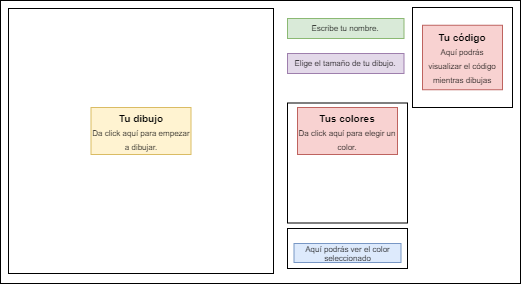 Tu dibujo
Da click aquí para empezar
a dibujar.
Escribe tu nombre.
Elige el tamaño de tu dibujo.
Tus colores
Da click aquí para elegir un
color.
Aquí podrás ver el color
seleccionado
Tu código
Aquí podrás
visualizar el código
mientras dibujas